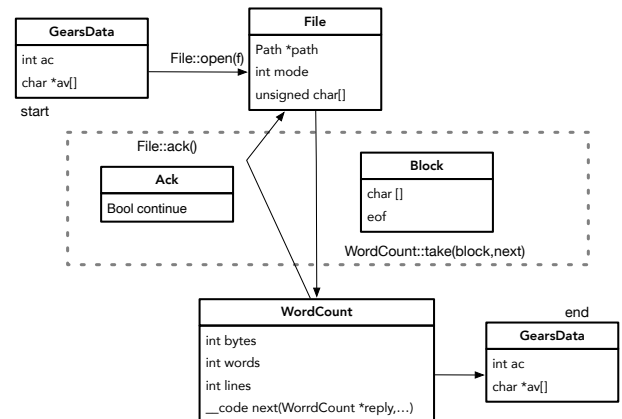 GearsData
int ac
char *av[]
start
File::open(f)
File
Path *path
int mode
unsigned char[]
File::ack()
Ack
Bool continue
Block
char []
eof
WordCount::take(block,next)
WordCount
int bytes
int words
int lines
__code next(WorrdCount *reply,...)
end
GearsData
int ac
char *av[]